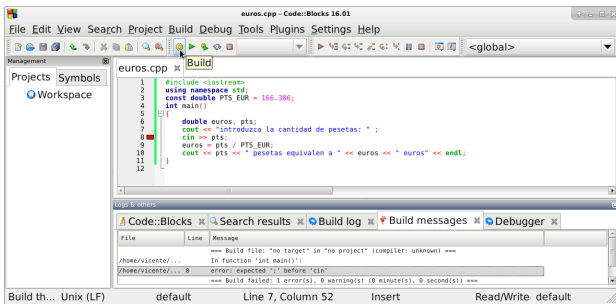 euros.cpp - Code::Blocks 16.01
File Edit View Search Project Build Debug Tools Plugins Settings Help
<global>
Build
Management
Projects Symbols
Workspace
euros.cpp
1 #include <iostream>
2 using namespace std;
3 const double PTS_EUR = 166.386;
4 int main()
5 {
6 double euros, pts;
7 cout << "introduzca la cantidad de pesetas: " ;
8 cin >> pts;
9 euros = pts / PTS_EUR;
10 cout << pts << " pesetas equivalen a " << euros << " euros" << endl;
11 }
12
Logs & others
Code::Blocks Search results Build log Build messages Debugger
File Line Message
=== Build file: "no target" in "no project" (compiler: unknown) ===
/home/vicente/... In function 'int main()':
/home/vicente/... 8 error: expected ';' before 'cin'
=== Build failed: 1 error(s), 0 warning(s) (0 minute(s), 0 second(s)) ===
Build th... Unix (LF) default Line 7, Column 52 Insert Read/Write default